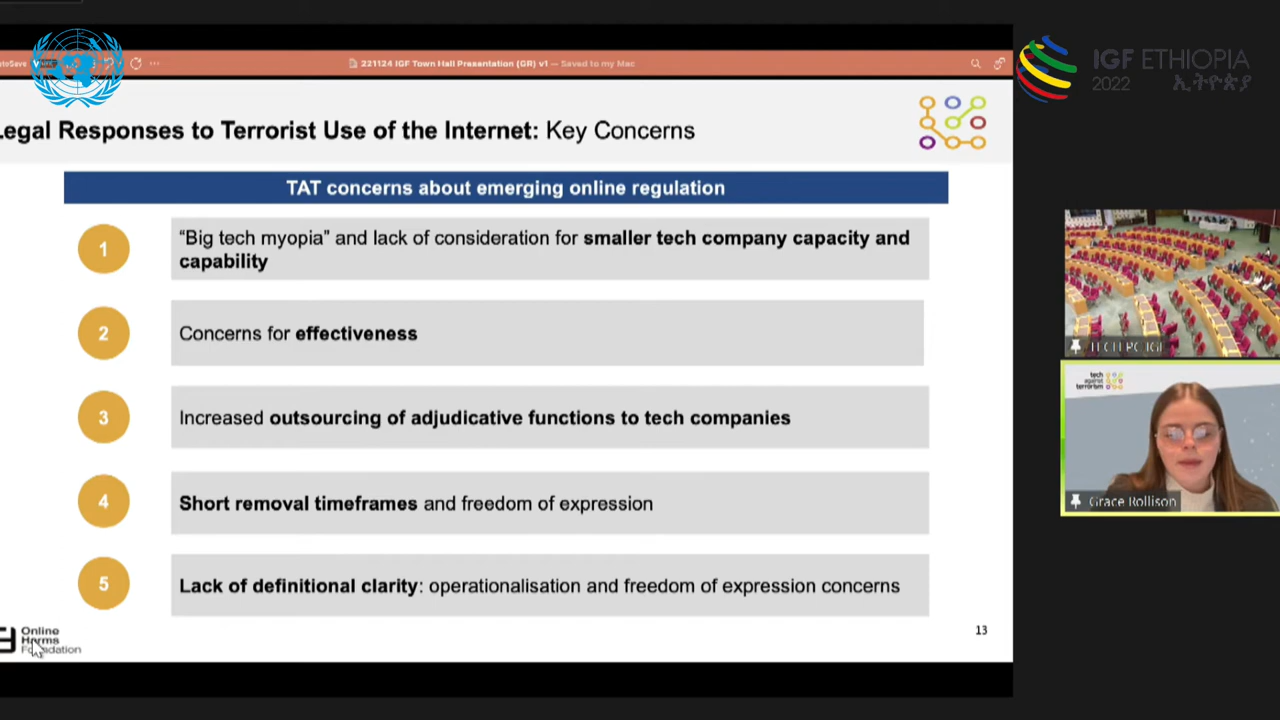 221124 IGF Town Hall Presentation (GR) v1 — Saved to my Mac
IGF ETHIOPIA
2022 ኢትዮጵያ
Legal Responses to Terrorist Use of the Internet: Key Concerns
TAT concerns about emerging online regulation
1
“Big tech myopia” and lack of consideration for smaller tech company capacity and
capability
2
Concerns for effectiveness
3
Increased outsourcing of adjudicative functions to tech companies
4
Short removal timeframes and freedom of expression
5
Lack of definitional clarity: operationalisation and freedom of expression concerns
Online
Harms
Foundation
13
tech
against
terrorism
Grace Rollison